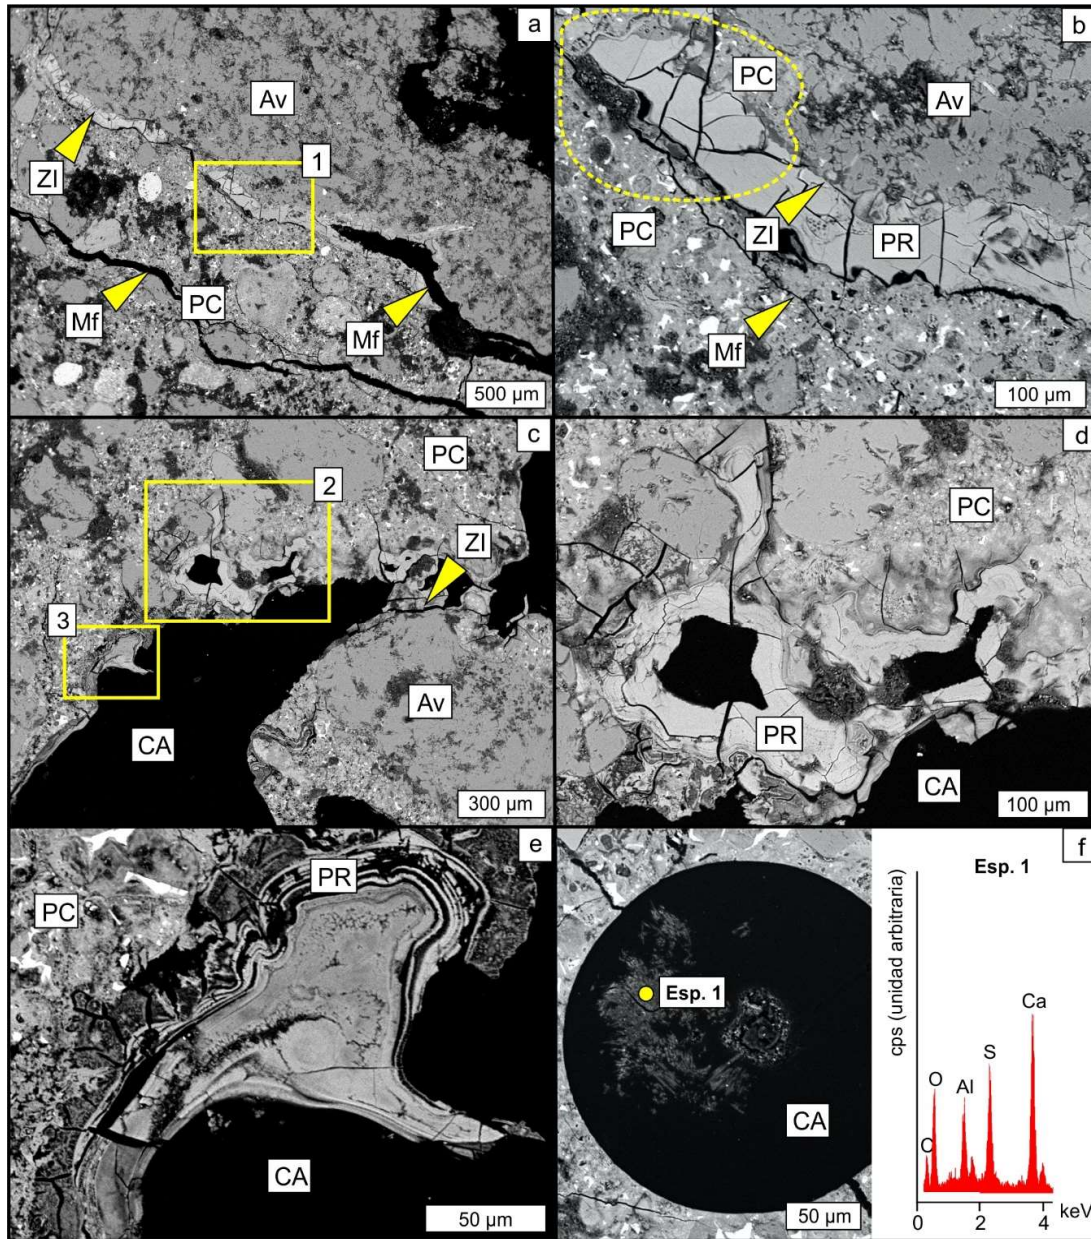 a
Av
ZI
1
PC
Mf
Mf
500 µm
b
PC
Av
PC
ZI
PR
Mf
100 µm
c
PC
2
ZI
3
Av
CA
300 µm
d
PC
PR
CA
100 µm
e
PR
PC
CA
50 µm
f
Esp. 1
CA
50 µm
Esp. 1
cps (unidad arbitraria)
Ca
S
O
Al
C
0 2 4 keV